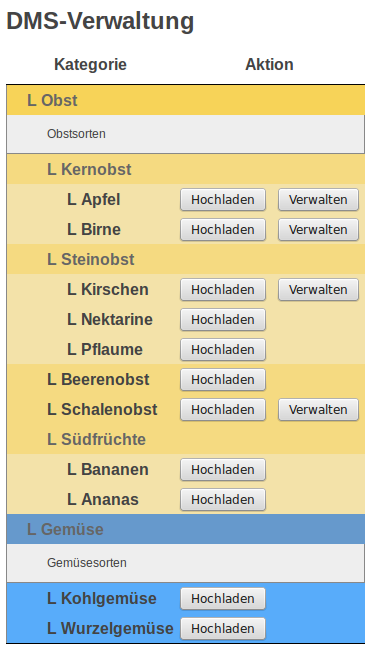 DMS-Verwaltung
Kategorie Aktion
L Obst
Obstsorten
L Kernobst
L Apfel Hochladen Verwalten
L Birne Hochladen Verwalten
L Steinobst
L Kirschen Hochladen Verwalten
L Nektarine Hochladen
L Pflaume Hochladen
L Beerenobst Hochladen
L Schalenobst Hochladen Verwalten
L Südfrüchte
L Bananen Hochladen
L Ananas Hochladen
L Gemüse
Gemüsesorten
L Kohlgemüse Hochladen
L Wurzelgemüse Hochladen